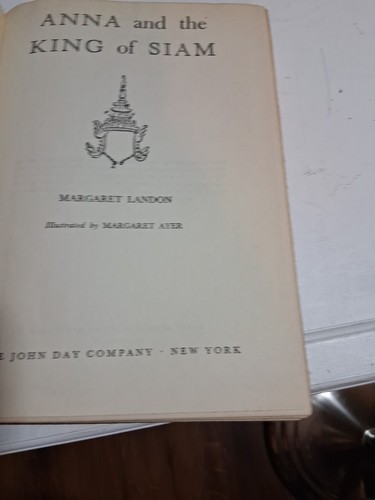 ANNA and the
KING of SIAM
MARGARET LANDON
Illustrated by MARGARET AYER
E JOHN DAY COMPANY · NEW YORK